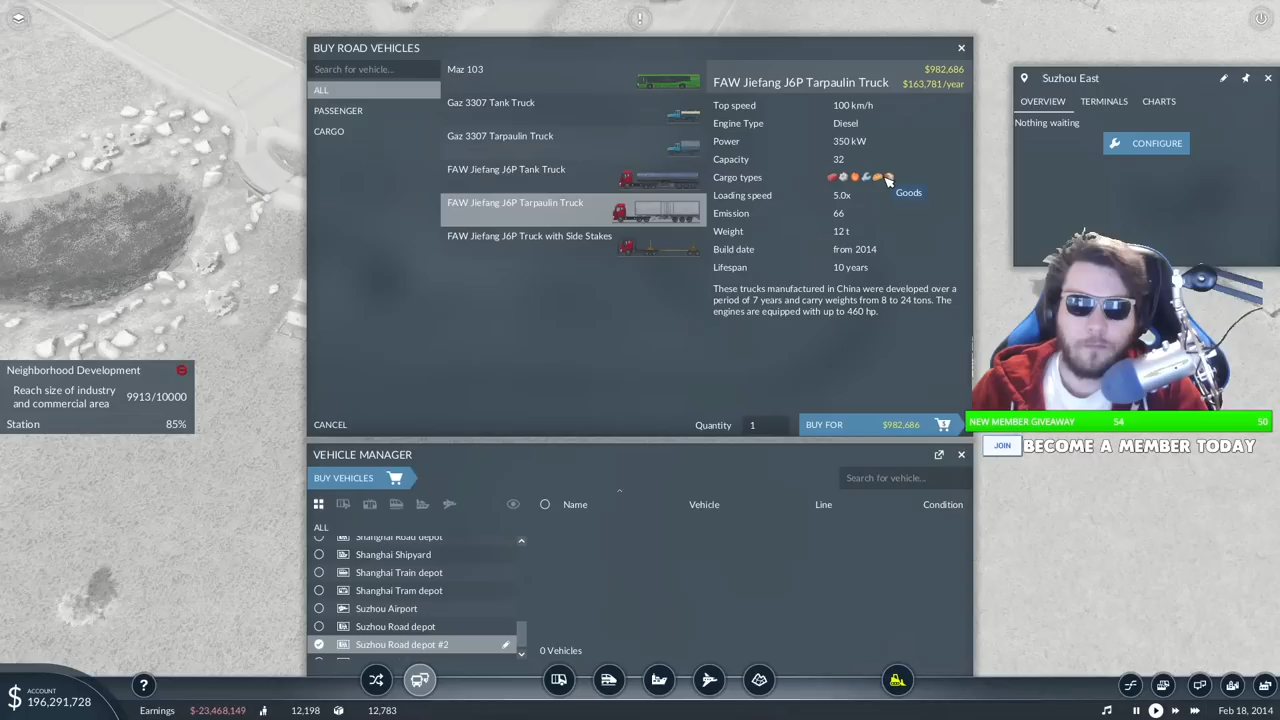 BUY ROAD VEHICLES
Search for vehicle...
ALL
PASSENGER
CARGO
Maz 103
Gaz 3307 Tank Truck
Gaz 3307 Tarpaulin Truck
FAW Jiefang J6P Tank Truck
FAW Jiefang J6P Tarpaulin Truck
FAW Jiefang J6P Truck with Side Stakes
$982,686
FAW Jiefang J6P Tarpaulin Truck
$163,781/year
Top speed 100 km/h
Engine Type Diesel
Power 350 kW
Capacity 32
Cargo types
Goods
Loading speed 5.0x
Emission 66
Weight 12 t
Build date from 2014
Lifespan 10 years
These trucks manufactured in China were developed over a
period of 7 years and carry weights from 8 to 24 tons. The
engines are equipped with up to 460 hp.
CANCEL
Quantity 1
BUY FOR $982,686
Suzhou East
OVERVIEW TERMINALS CHARTS
Nothing waiting
CONFIGURE
Neighborhood Development
Reach size of industry
and commercial area
9913/10000
Station 85%
NEW MEMBER GIVEAWAY 54 50
JOIN BECOME A MEMBER TODAY
VEHICLE MANAGER
BUY VEHICLES
Search for vehicle...
Name Vehicle Line Condition
ALL
Shanghai Road depot
Shanghai Shipyard
Shanghai Train depot
Shanghai Tram depot
Suzhou Airport
Suzhou Road depot
Suzhou Road depot #2
0 Vehicles
$ ACCOUNT
196,291,728
?
Earnings $-23,468,149 12,198 12,783
Feb 18, 2014